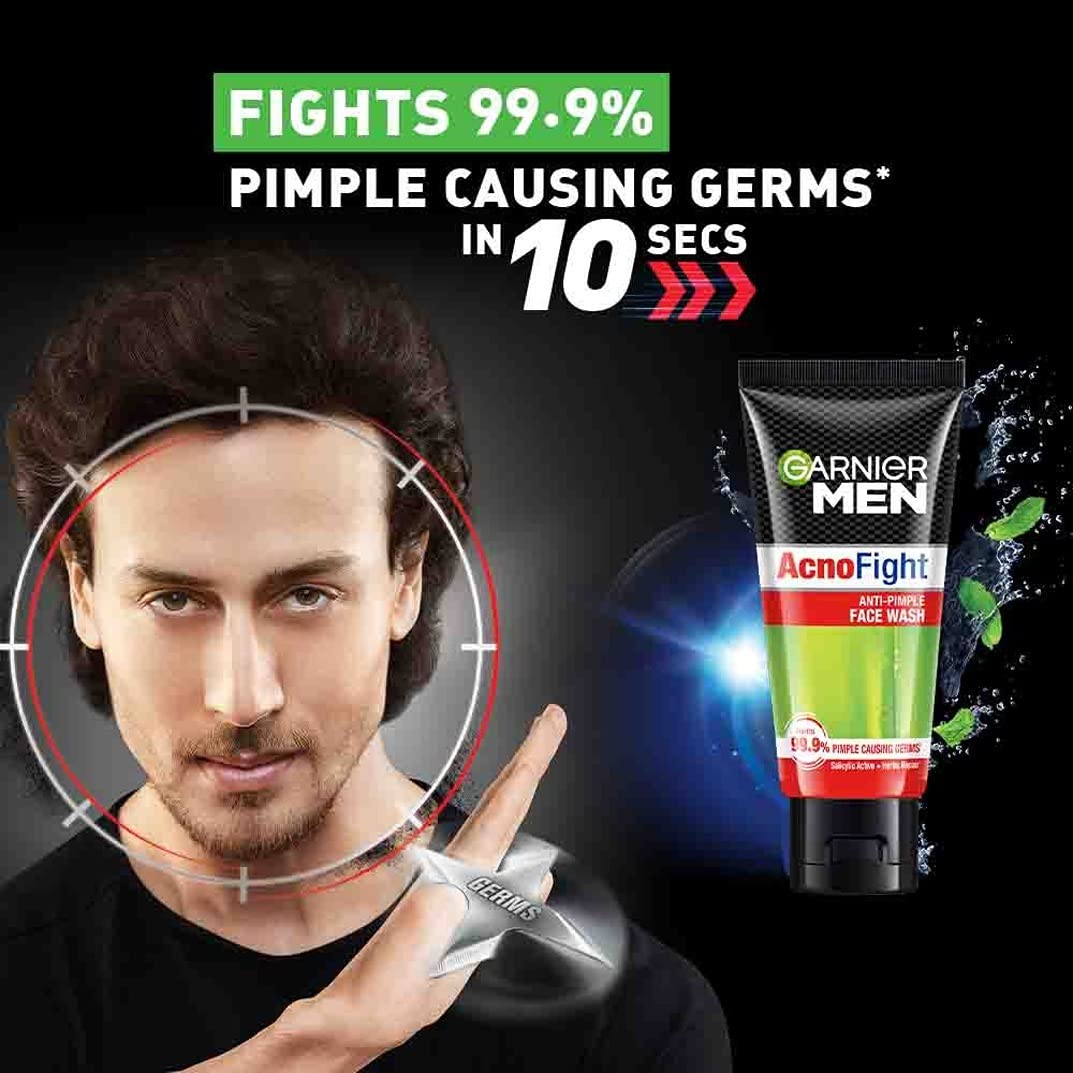 FIGHTS 99.9%
PIMPLE CAUSING GERMS*
IN 10 SECS
GARNIER
MEN
AcnoFight
ANTI-PIMPLE
FACE WASH
99.9% PIMPLE CAUSING GERMS
Salicylic Active + Herba
GERMS